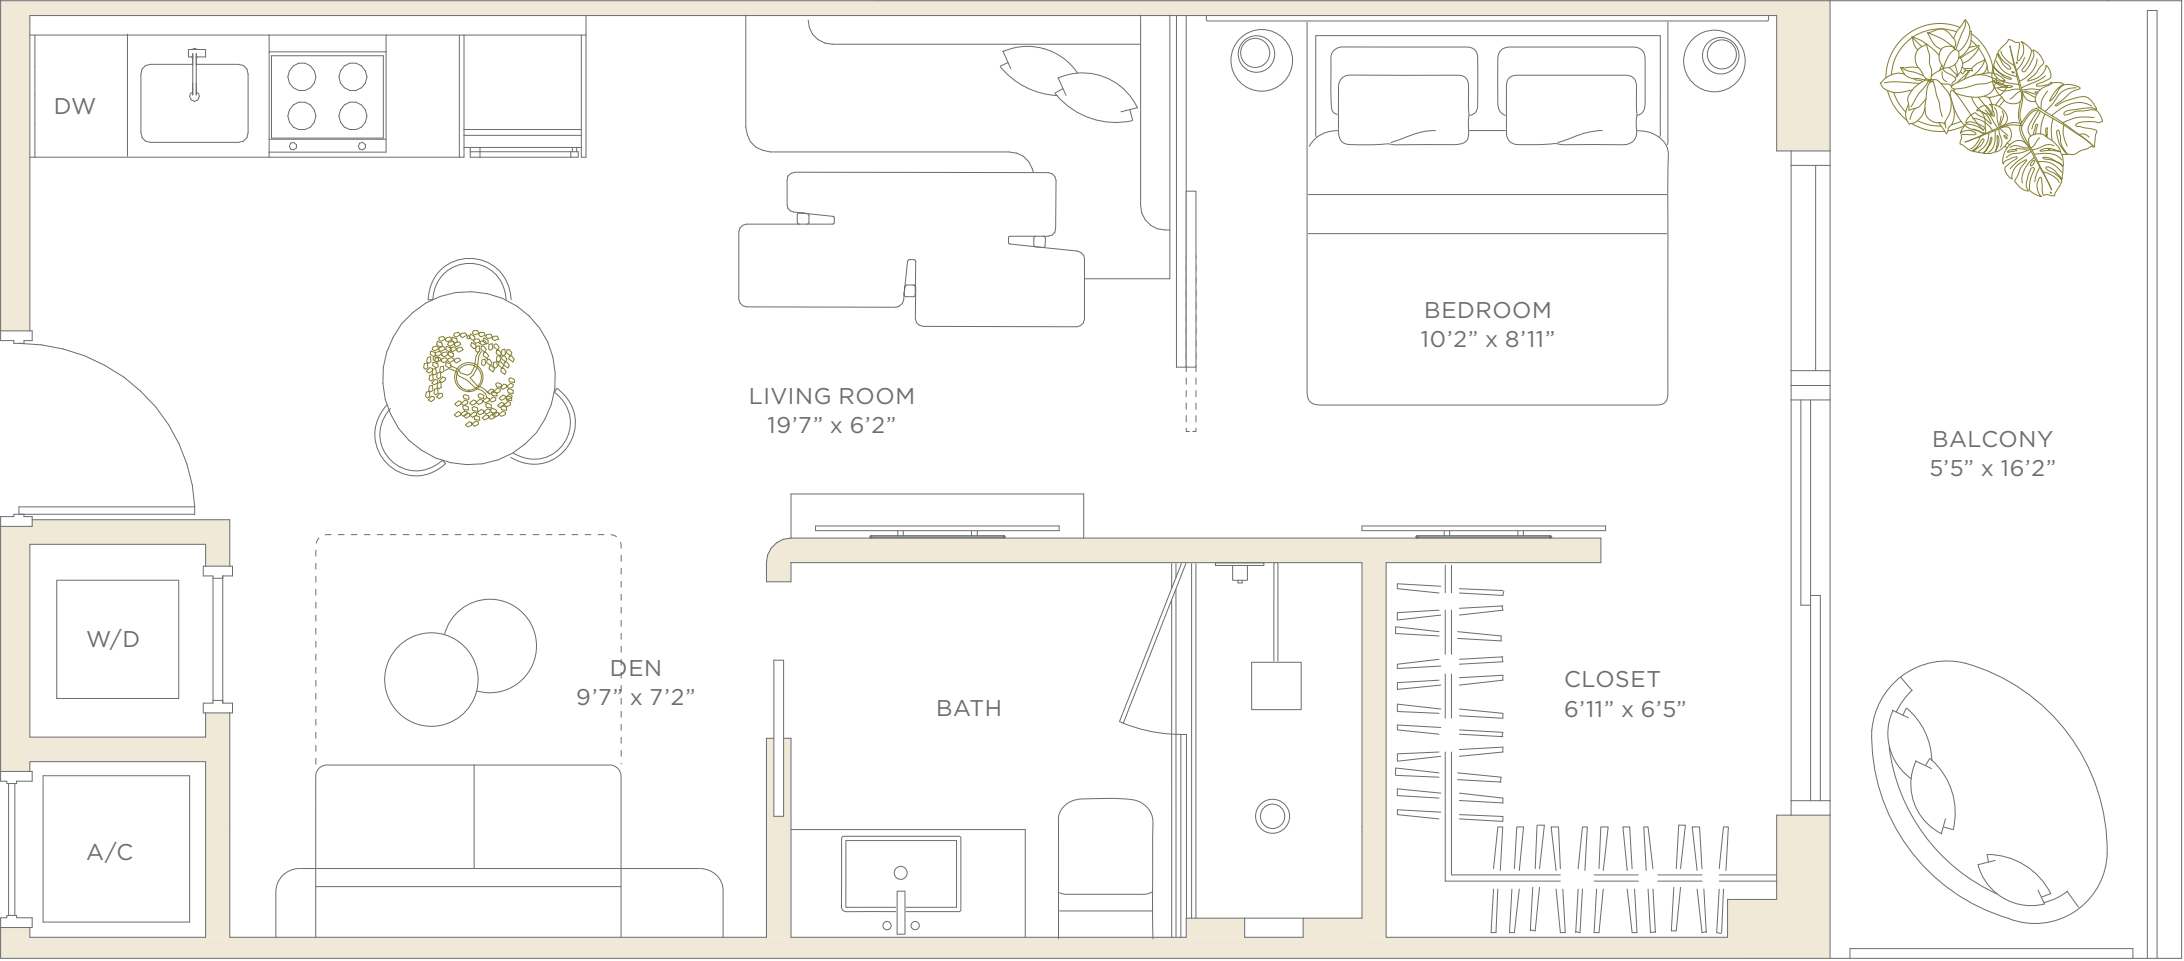 DW
BEDROOM
10'2” x 8'11”
LIVING ROOM
19'7” x 6'2”
BALCONY
5'5” x 16'2”
W/D
DEN
9'7” x 7'2”
BATH
CLOSET
6'11” x 6'5”
A/C